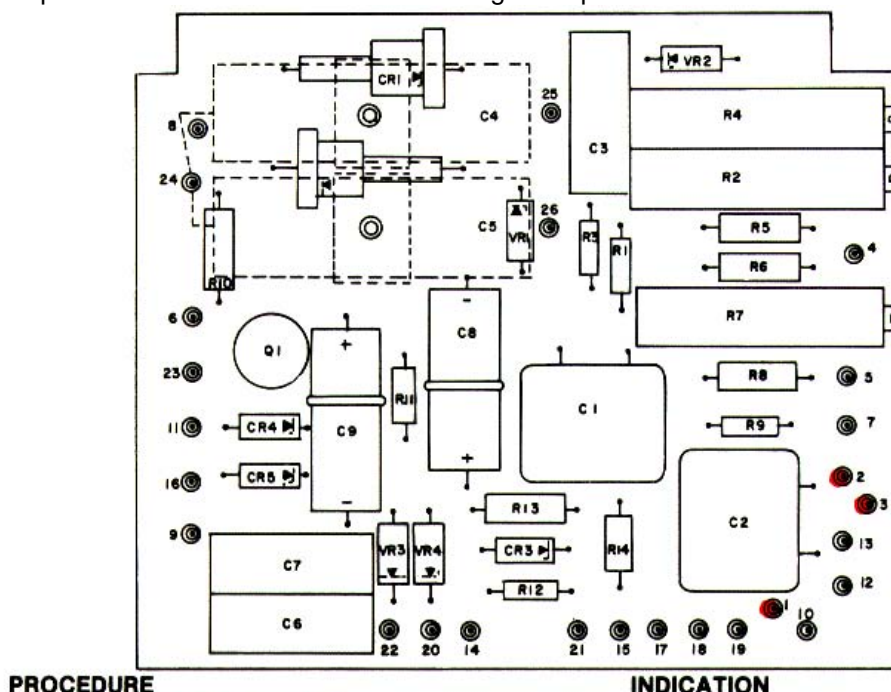 CR1
VR2
C4
25
R4
8
C3
R2
24
C5
VR1
26
R3
R1
R5
4
R10
R6
6
C8
R7
Q1
23
R11
R8
5
C1
11
CR4
C9
R9
7
16
CR5
2
R13
C2
3
9
VR3
VR4
CR3
R14
13
C7
R12
12
C6
1
22
20
14
21
15
17
18
19
10
PROCEDURE
INDICATION